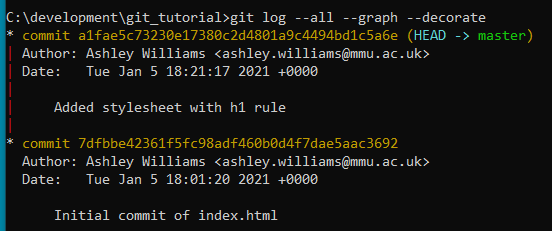 C:\development\git_tutorial>git log --all --graph --decorate
* commit a1fae5c73230e17380c2d4801a9c4494bd1c5a6e (HEAD -> master)
| Author: Ashley Williams <ashley.williams@mmu.ac.uk>
| Date:   Tue Jan 5 18:21:17 2021 +0000
|
|     Added stylesheet with h1 rule
|
* commit 7dfbbe42361f5fc98adf460b0d4f7dae5aac3692
  Author: Ashley Williams <ashley.williams@mmu.ac.uk>
  Date:   Tue Jan 5 18:01:20 2021 +0000

      Initial commit of index.html